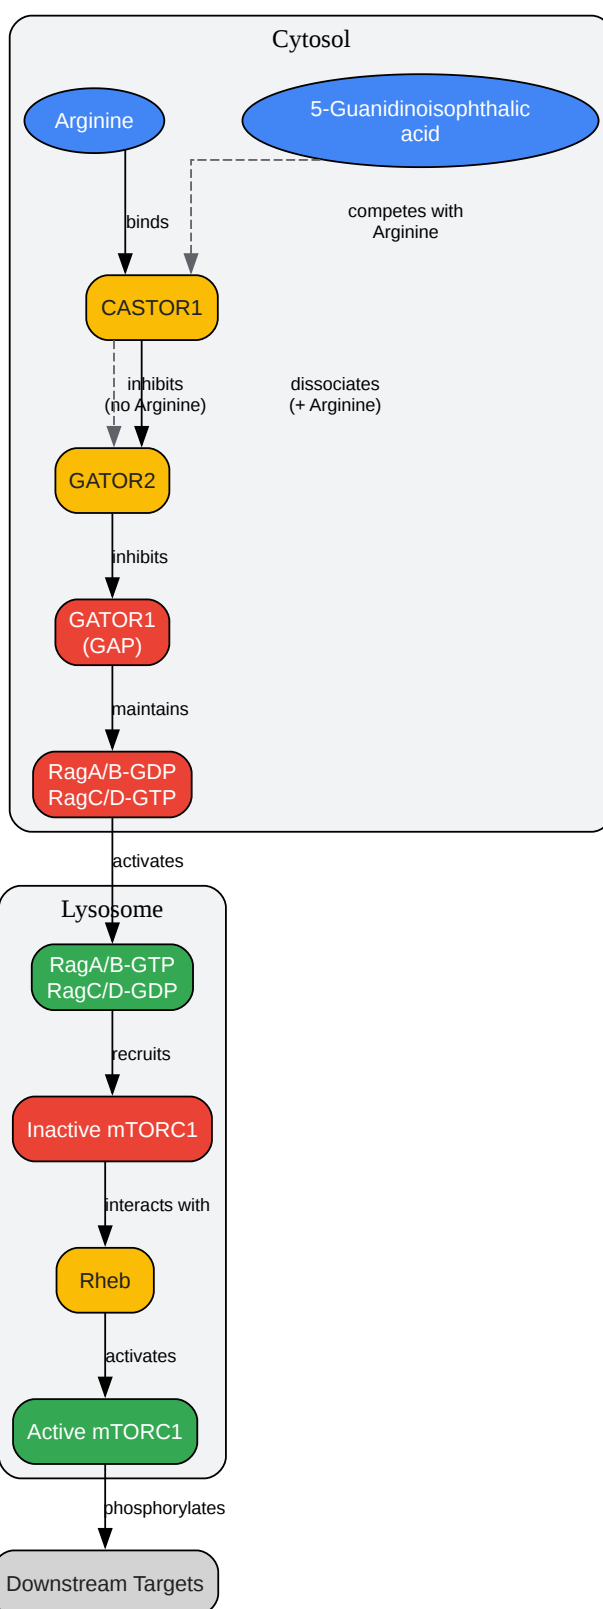 Cytosol
Arginine
5-Guanidinoisophthalic
acid
binds
competes with
Arginine
CASTOR1
inhibits
(no Arginine)
dissociates
(+ Arginine)
GATOR2
inhibits
GATOR1
(GAP)
maintains
RagA/B-GDP
RagC/D-GTP
activates
Lysosome
RagA/B-GTP
RagC/D-GDP
recruits
Inactive mTORC1
interacts with
Rheb
activates
Active mTORC1
phosphorylates
Downstream Targets